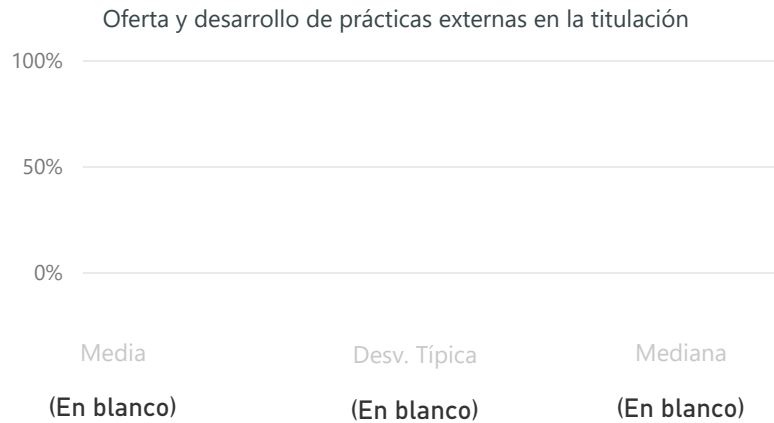 Oferta y desarrollo de prácticas externas en la titulación
100%
50%
0%
Media Desv. Típica Mediana
(En blanco) (En blanco) (En blanco)